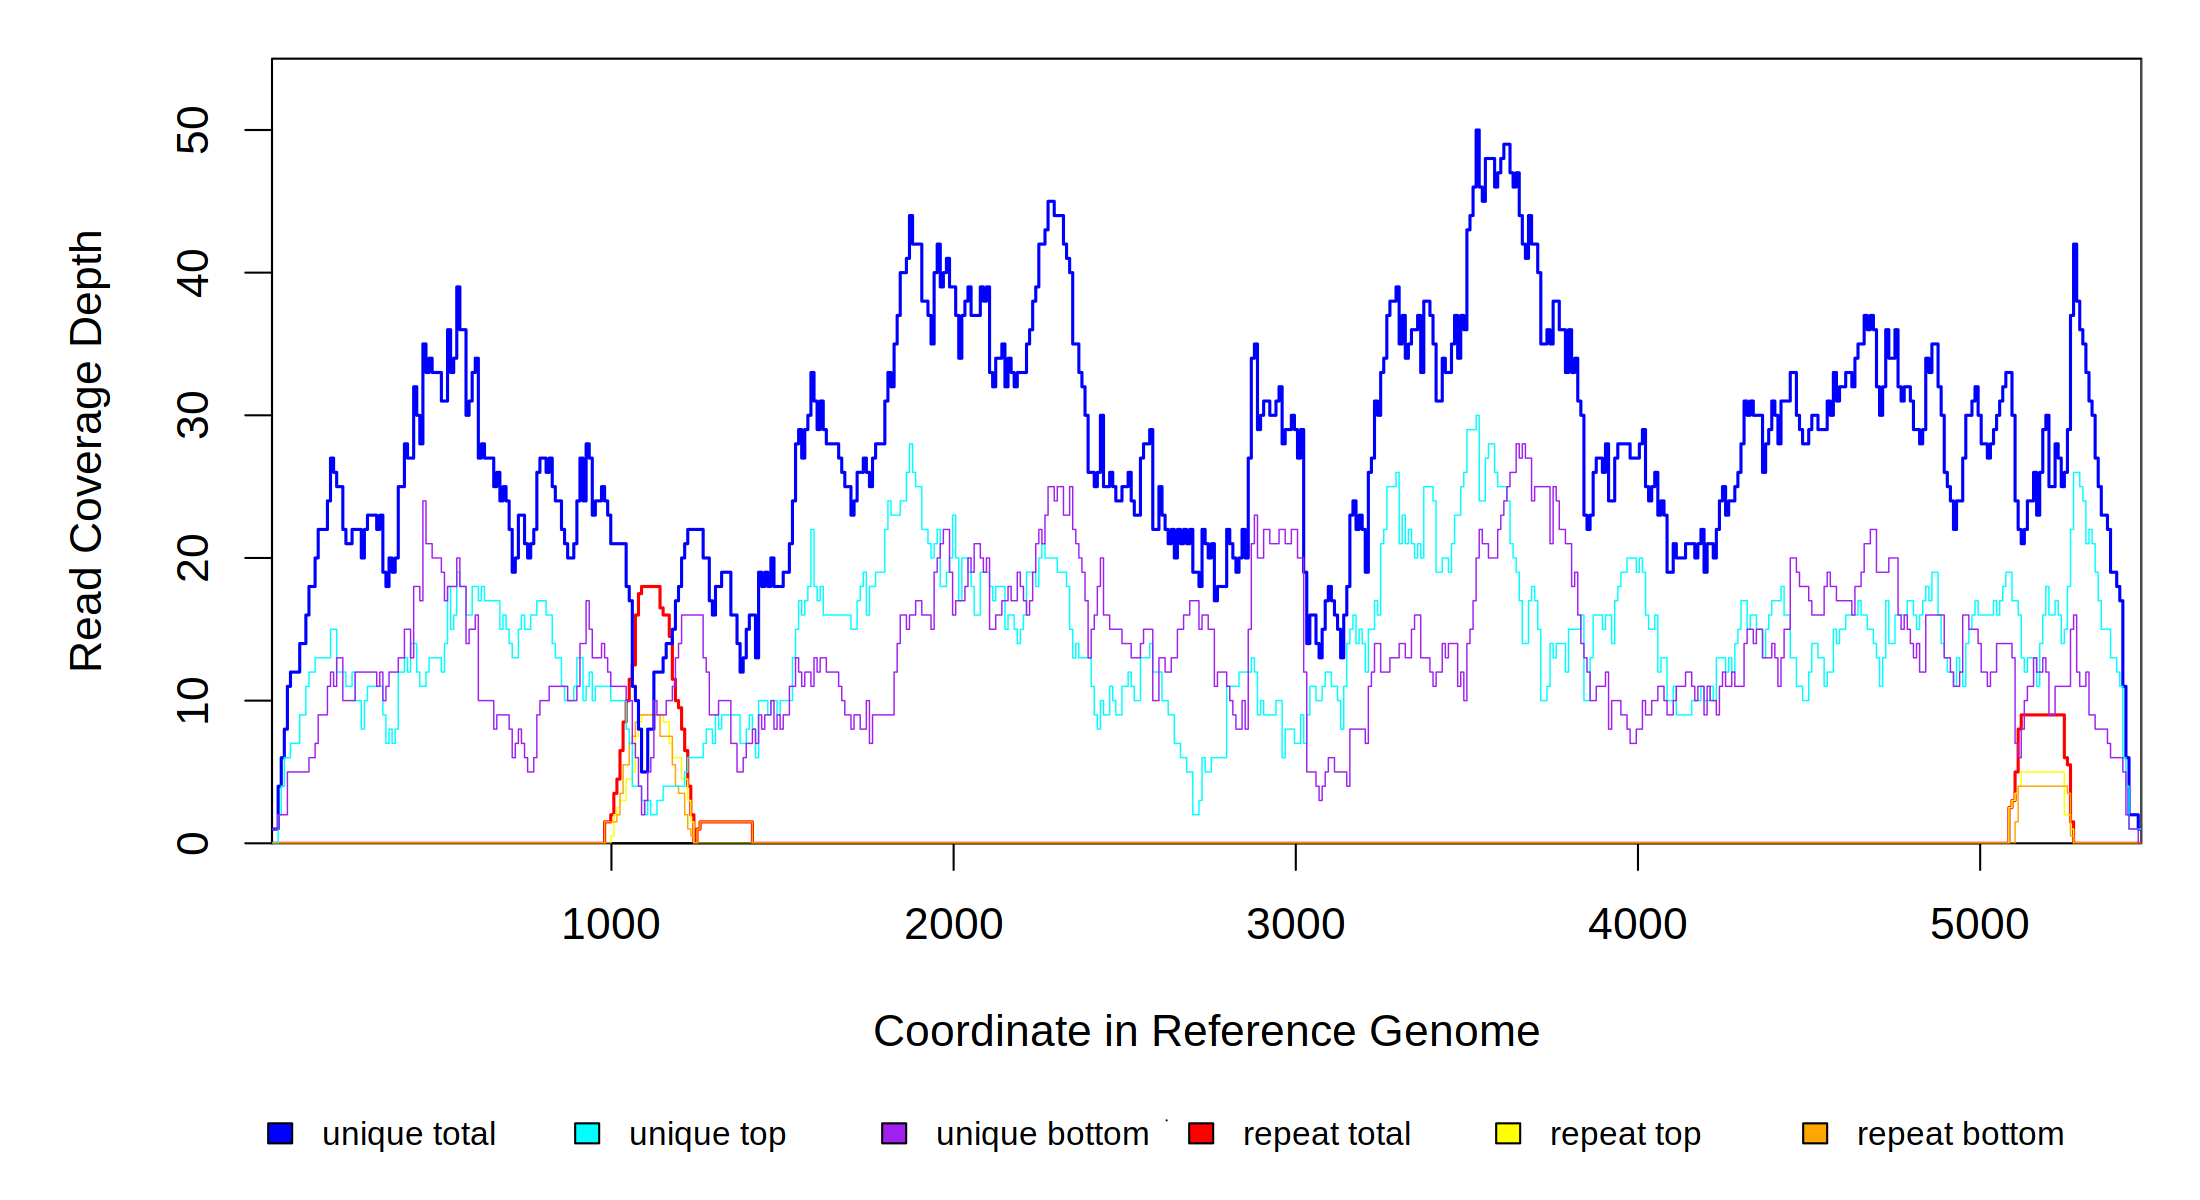 50
40
30
20
10
0
Read Coverage Depth
1000 2000 3000 4000 5000
Coordinate in Reference Genome
unique total unique top unique bottom repeat total repeat top repeat bottom